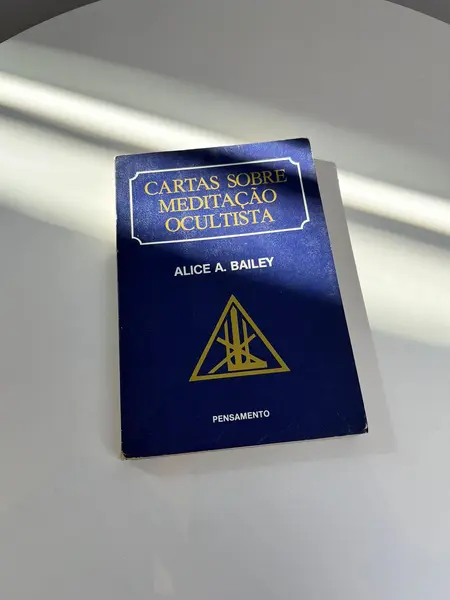 CARTAS SOBRE
MEDITAÇÃO
OCULTISTA
ALICE A. BAILEY
PENSAMENTO